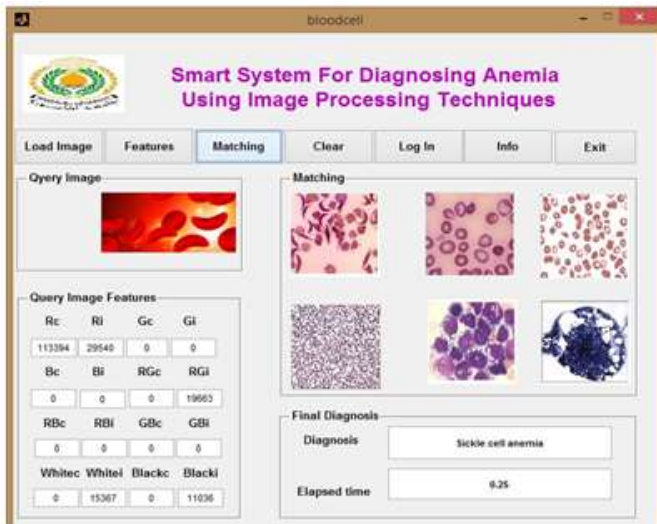 bloodcell
Smart System For Diagnosing Anemia
Using Image Processing Techniques
Load Image Features Matching Clear Log In Info Exit
Qyery Image
Matching
Query Image Features
Rc Ri Gc Gi
113394 29540 0 0
Bc Bi RGc RGi
0 0 0 19663
RBc RBi GBc GBi
0 0 0 0
Whitec Whitei Blackc Blacki
0 15367 0 11036
Final Diagnosis
Diagnosis Sickle cell anemia
Elapsed time 0.25